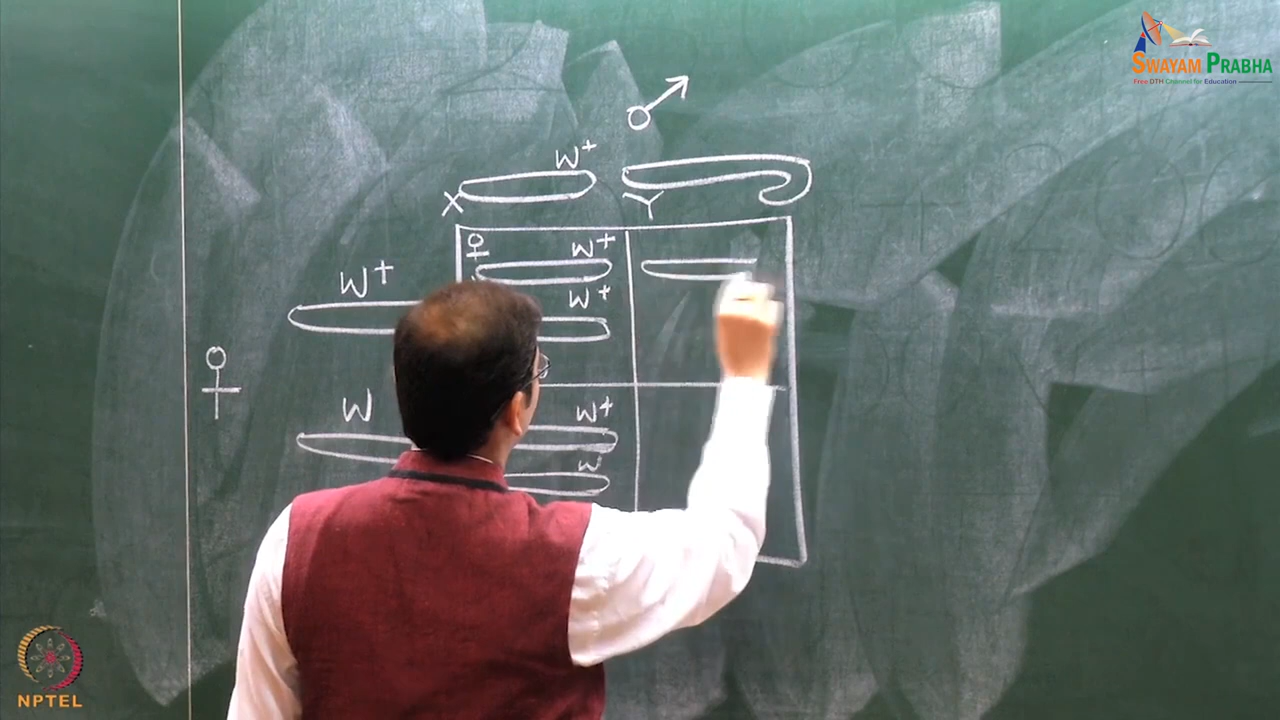 SWAYAM PRABHA
Free DTH Channel for Education
♂
W⁺
X Y
♀ W⁺
W⁺
W⁺
♀
W W⁺
W
NPTEL